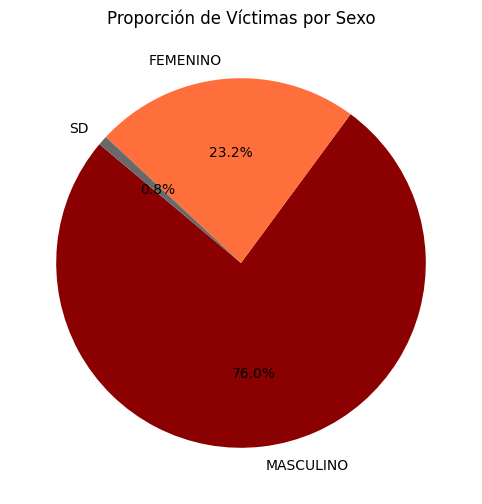 Proporción de Víctimas por Sexo
FEMENINO
SD
23.2%
0.8%
76.0%
MASCULINO